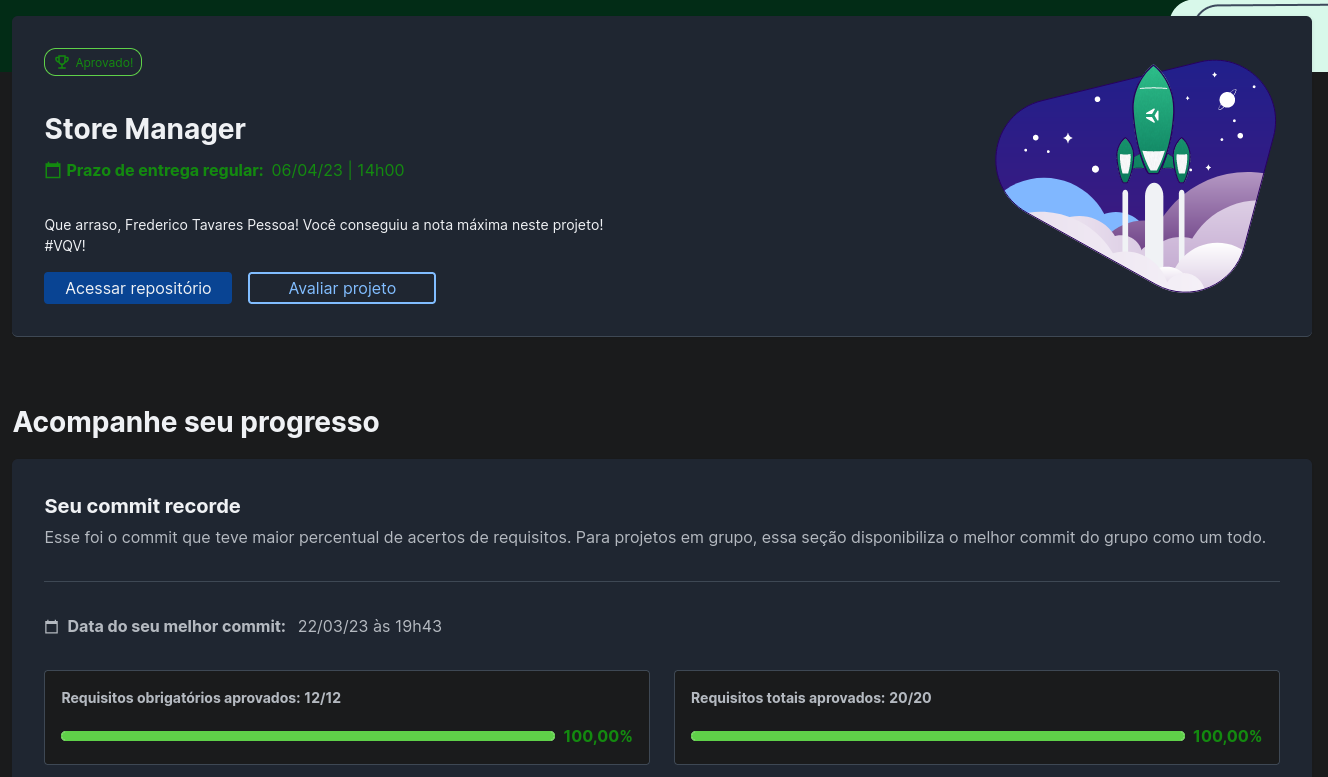 Aprovado!
Store Manager
Prazo de entrega regular: 06/04/23 | 14h00
Que arraso, Frederico Tavares Pessoa! Você conseguiu a nota máxima neste projeto!
#VQV!
Acessar repositório
Avaliar projeto
Acompanhe seu progresso
Seu commit recorde
Esse foi o commit que teve maior percentual de acertos de requisitos. Para projetos em grupo, essa seção disponibiliza o melhor commit do grupo como um todo.
Data do seu melhor commit: 22/03/23 às 19h43
Requisitos obrigatórios aprovados: 12/12
100,00%
Requisitos totais aprovados: 20/20
100,00%